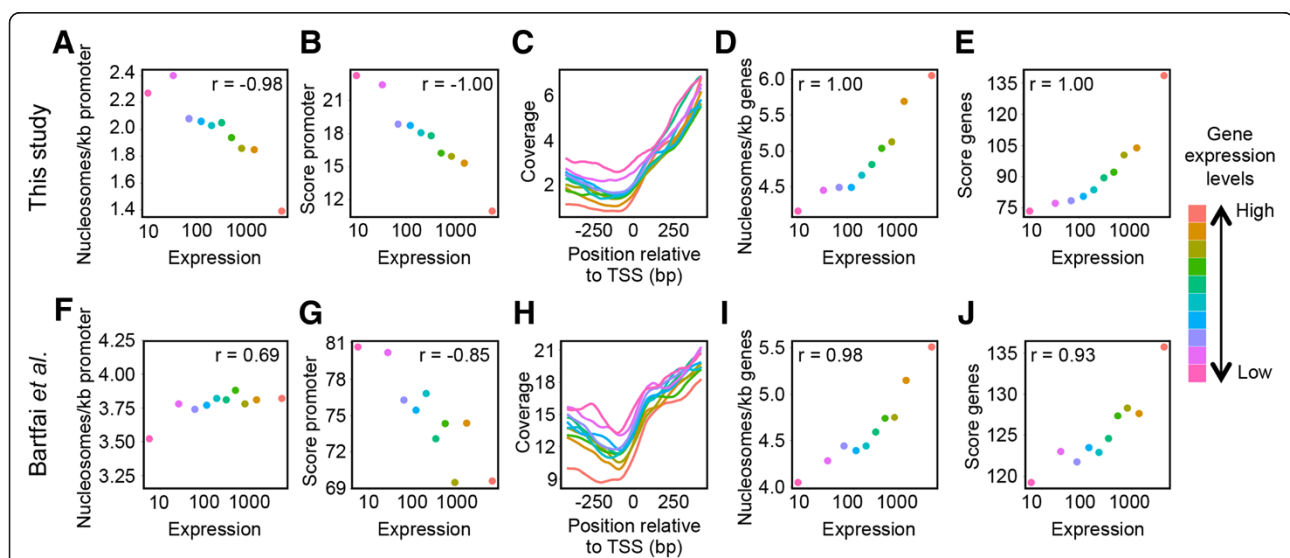 This study
A
Nucleosomes/kb promoter
2.4
2.2
2.0
1.8
1.6
1.4
r = -0.98
10 100 1000
Expression
B
Score promoter
21
18
15
12
r = -1.00
10 100 1000
Expression
C
Coverage
6
4
2
-250 0 250
Position relative
to TSS (bp)
D
Nucleosomes/kb genes
6.0
5.5
5.0
4.5
r = 1.00
10 100 1000
Expression
E
Score genes
135
120
105
90
75
r = 1.00
10 100 1000
Expression
Gene
expression
levels
High
Low
Bartfai et al.
F
Nucleosomes/kb promoter
4.25
4.00
3.75
3.50
3.25
r = 0.69
10 100 1000
Expression
G
Score promoter
81
78
75
72
69
r = -0.85
10 100 1000
Expression
H
Coverage
21
18
15
12
9
-250 0 250
Position relative
to TSS (bp)
I
Nucleosomes/kb genes
5.5
5.0
4.5
4.0
r = 0.98
10 100 1000
Expression
J
Score genes
135
130
125
120
r = 0.93
10 100 1000
Expression